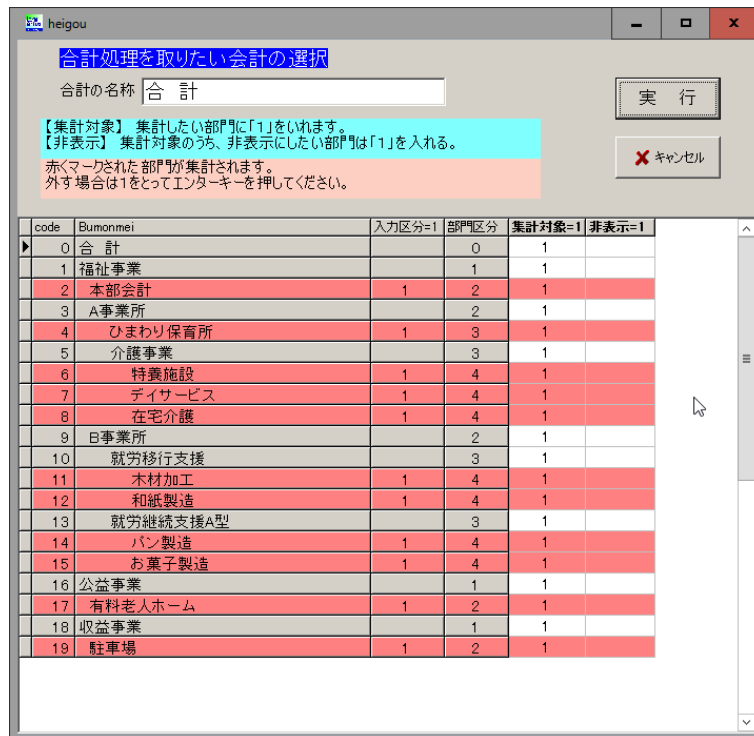 heigou
合計処理を取りたい会計の選択
合計の名称 合 計
実 行
【集計対象】 集計したい部門に「1」をいれます。
【非表示】 集計対象のうち、非表示にしたい部門は「1」を入れる。
キャンセル
赤くマークされた部門が集計されます。
外す場合は1をとってエンターキーを押してください。
code Bumonmei 入力区分=1 部門区分 集計対象=1 非表示=1
0 合 計 0 1
1 福祉事業 1 1
2 本部会計 1 2 1
3 A事業所 2 1
4 ひまわり保育所 1 3 1
5 介護事業 3 1
6 特養施設 1 4 1
7 デイサービス 1 4 1
8 在宅介護 1 4 1
9 B事業所 2 1
10 就労移行支援 3 1
11 木材加工 1 4 1
12 和紙製造 1 4 1
13 就労継続支援A型 3 1
14 パン製造 1 4 1
15 お菓子製造 1 4 1
16 公益事業 1 1
17 有料老人ホーム 1 2 1
18 収益事業 1 1
19 駐車場 1 2 1